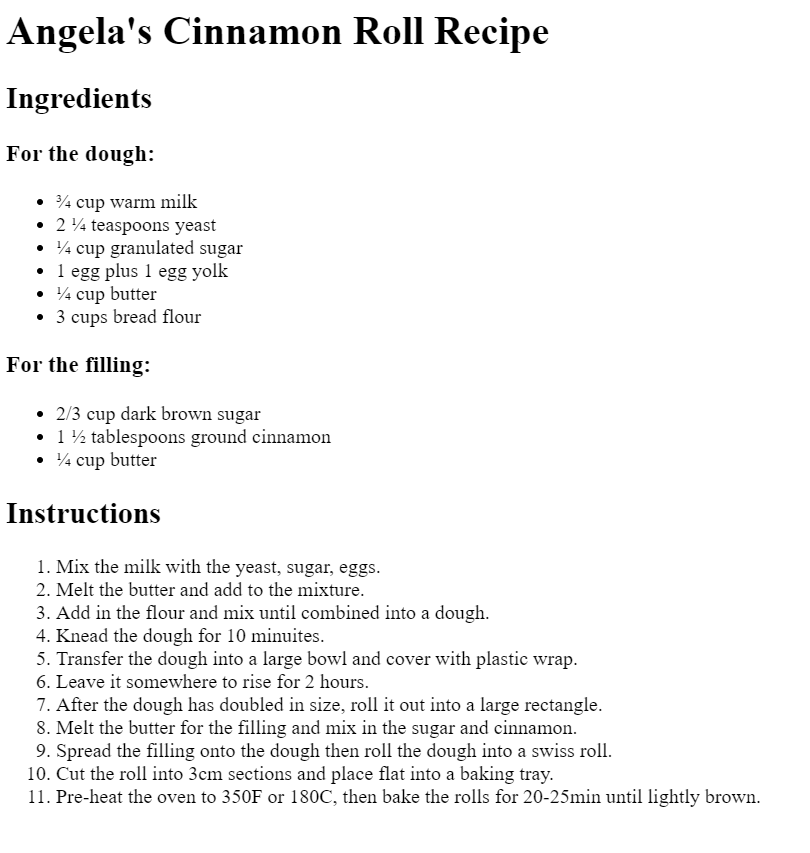 Angela's Cinnamon Roll Recipe
Ingredients
For the dough:
• ¾ cup warm milk
• 2 ¼ teaspoons yeast
• ¼ cup granulated sugar
• 1 egg plus 1 egg yolk
• ¼ cup butter
• 3 cups bread flour
For the filling:
• 2/3 cup dark brown sugar
• 1 ½ tablespoons ground cinnamon
• ¼ cup butter
Instructions
1. Mix the milk with the yeast, sugar, eggs.
2. Melt the butter and add to the mixture.
3. Add in the flour and mix until combined into a dough.
4. Knead the dough for 10 minuites.
5. Transfer the dough into a large bowl and cover with plastic wrap.
6. Leave it somewhere to rise for 2 hours.
7. After the dough has doubled in size, roll it out into a large rectangle.
8. Melt the butter for the filling and mix in the sugar and cinnamon.
9. Spread the filling onto the dough then roll the dough into a swiss roll.
10. Cut the roll into 3cm sections and place flat into a baking tray.
11. Pre-heat the oven to 350F or 180C, then bake the rolls for 20-25min until lightly brown.